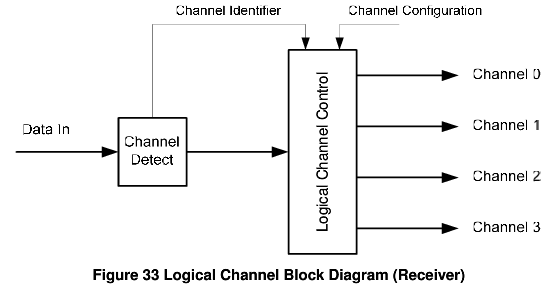 Channel Identifier
Channel Configuration
Channel 0
Data In
Channel
Detect
Logical Channel Control
Channel 1
Channel 2
Channel 3
Figure 33 Logical Channel Block Diagram (Receiver)